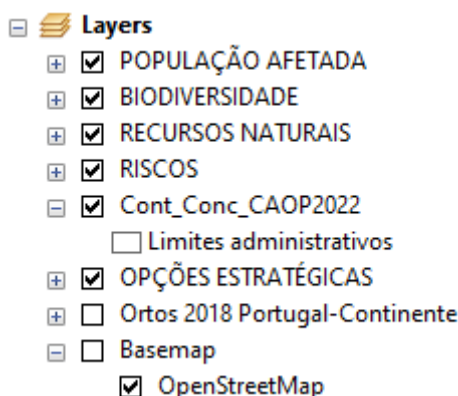 Layers
POPULAÇÃO AFETADA
BIODIVERSIDADE
RECURSOS NATURAIS
RISCOS
Cont_Conc_CAOP2022
Limites administrativos
OPÇÕES ESTRATÉGICAS
Ortos 2018 Portugal-Continente
Basemap
OpenStreetMap